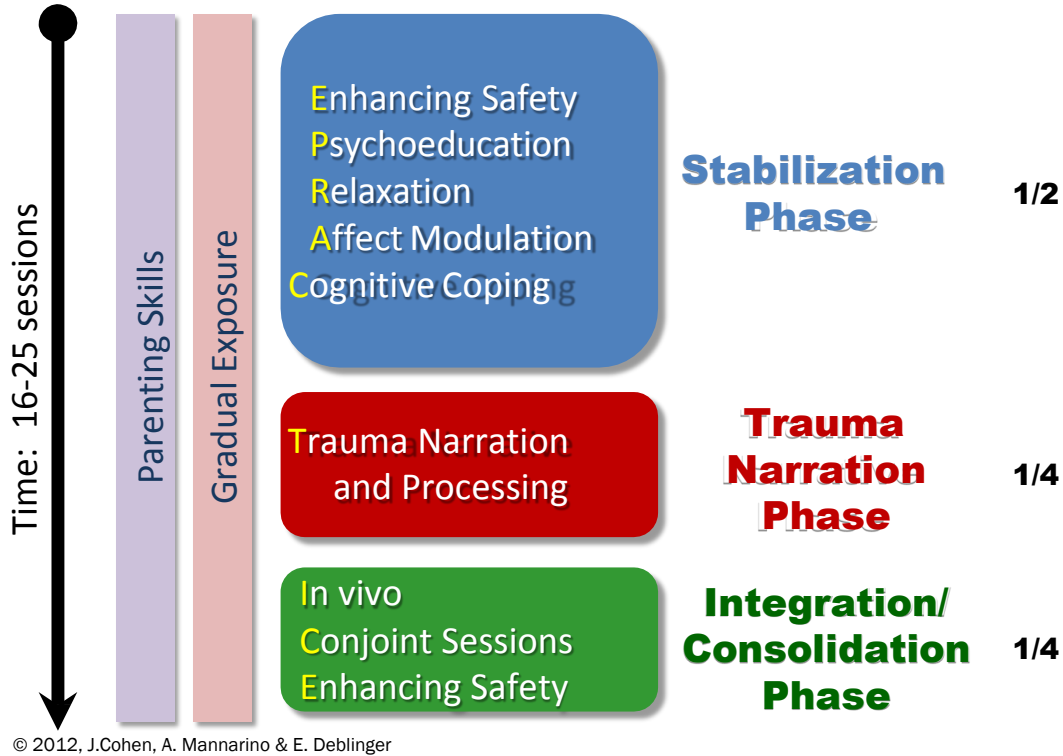 Time:  16-25 sessions
Parenting Skills
Gradual Exposure
Enhancing Safety
Psychoeducation
Relaxation
Affect Modulation
Cognitive Coping
Stabilization
Phase
1/2
Trauma Narration
and Processing
Trauma
Narration
Phase
1/4
In vivo
Conjoint Sessions
Enhancing Safety
Integration/
Consolidation
Phase
1/4
© 2012, J.Cohen, A. Mannarino & E. Deblinger